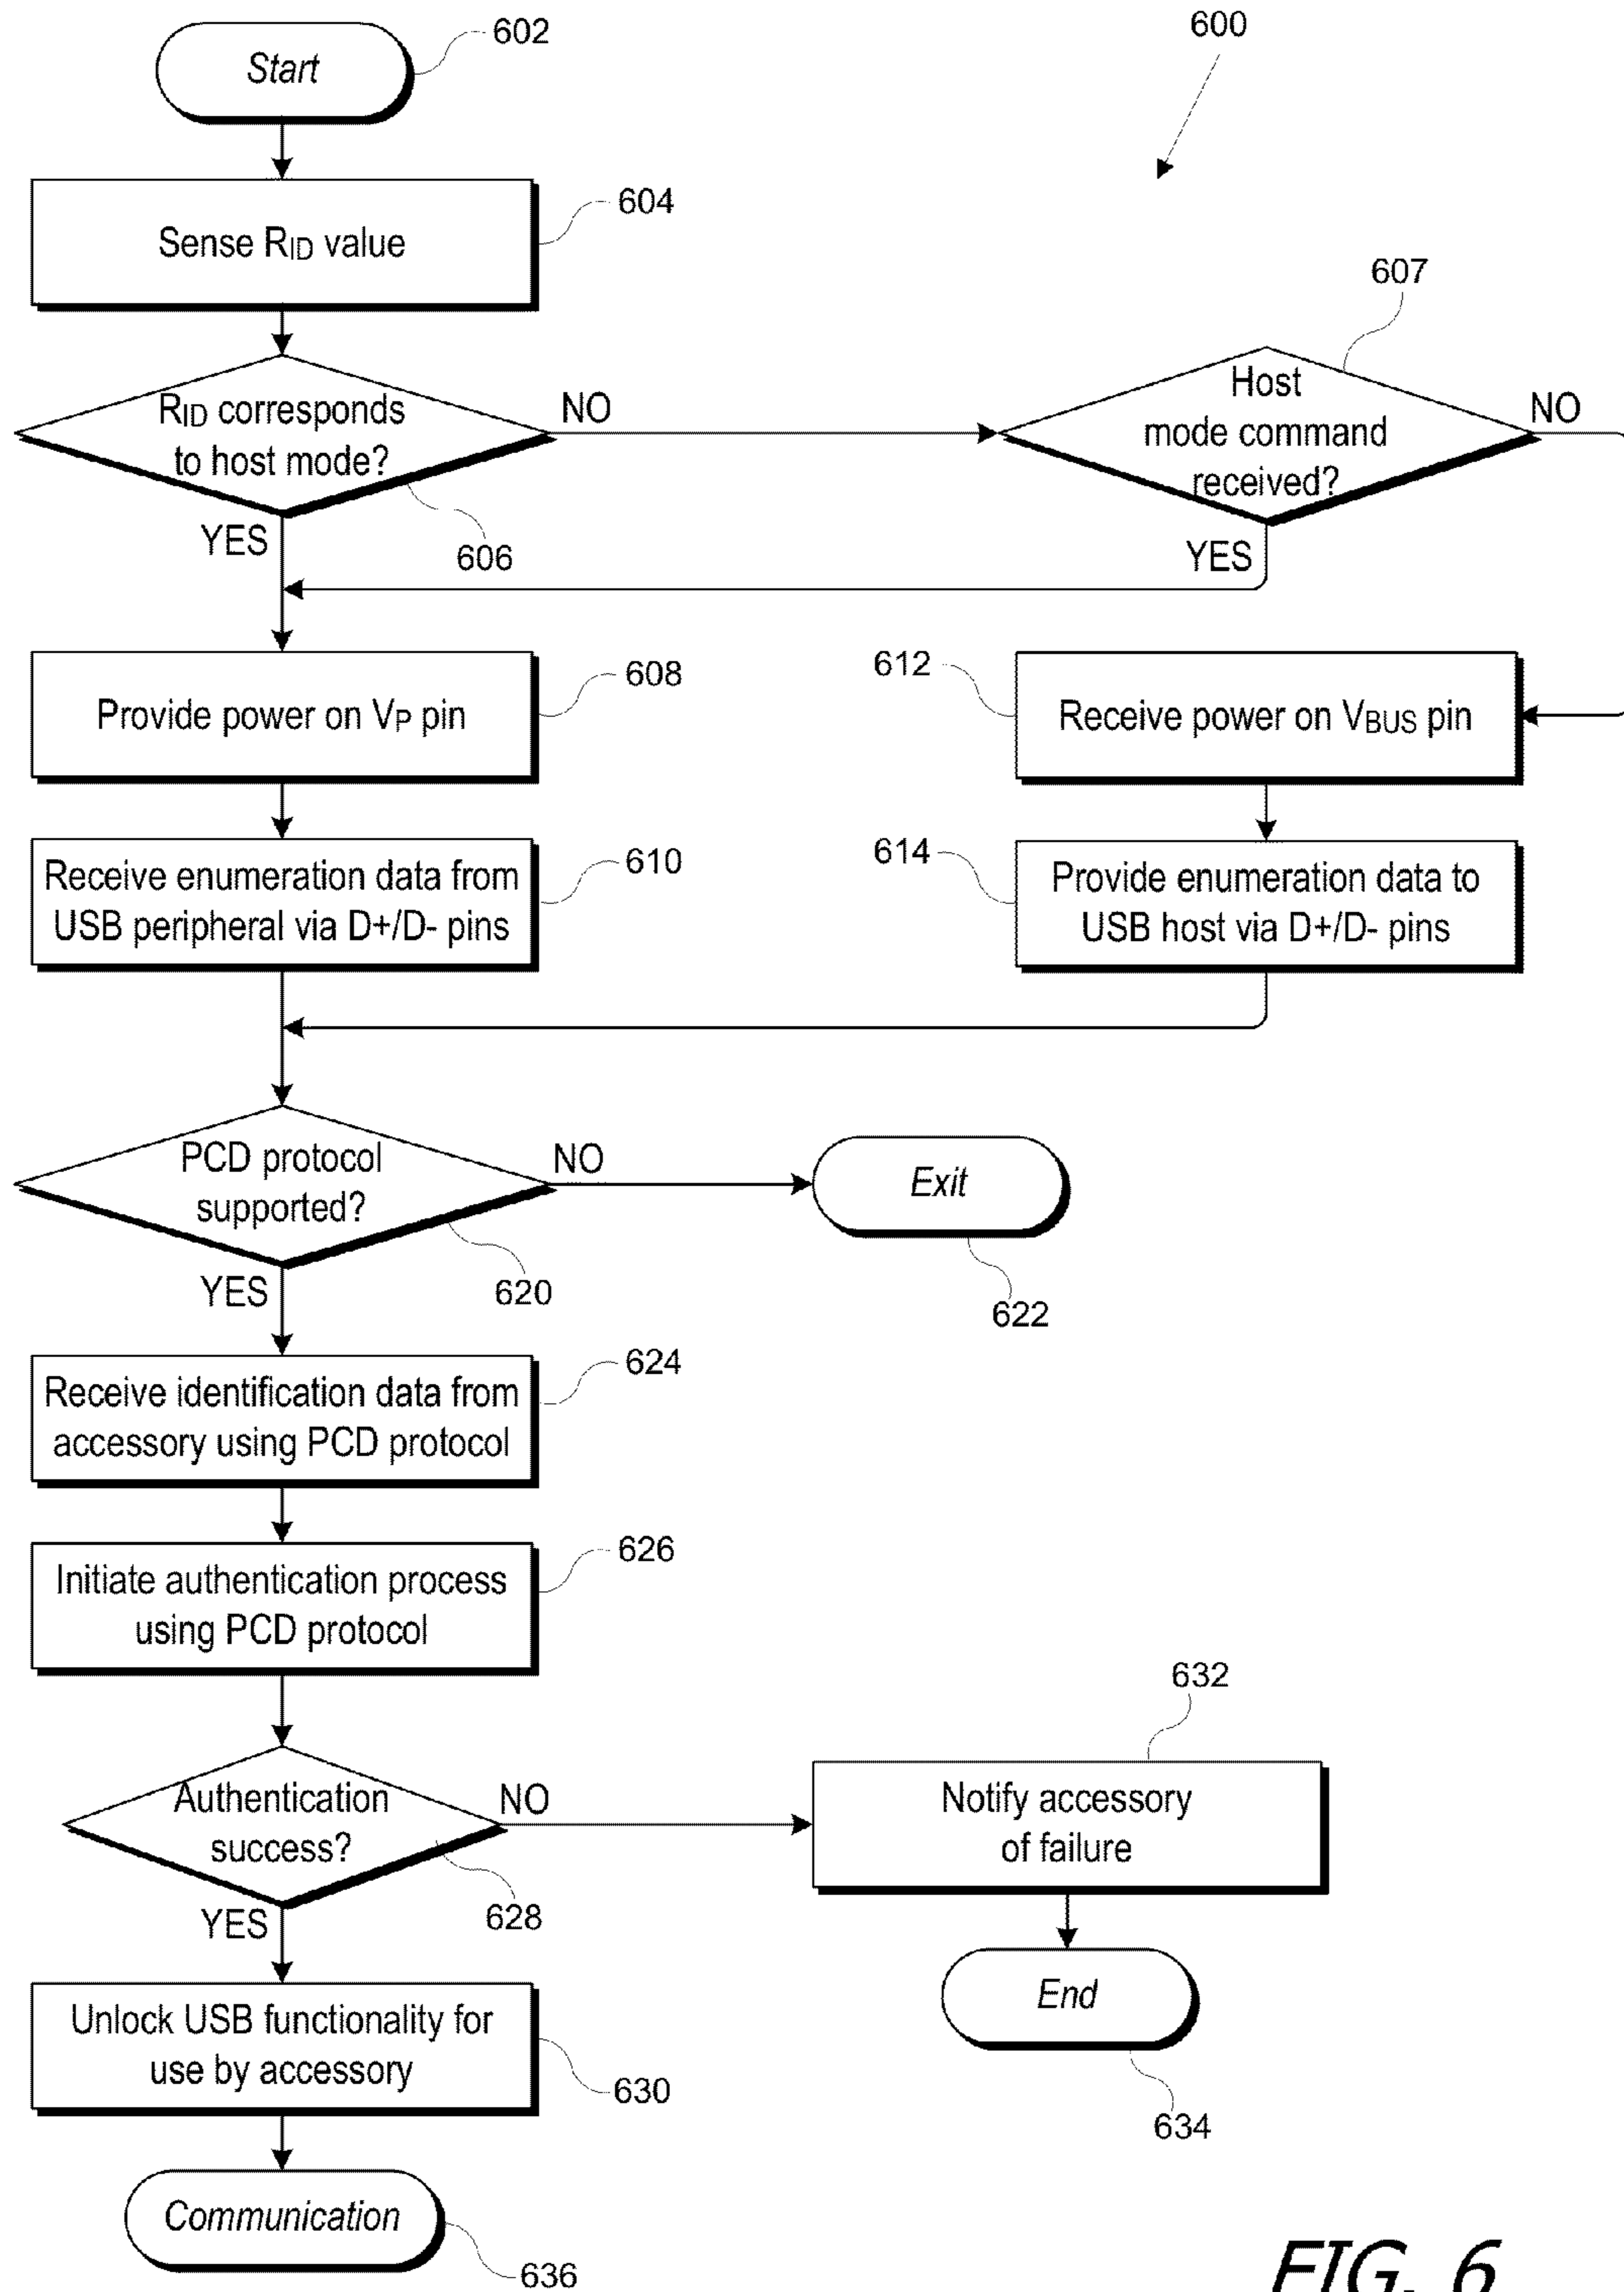 602
600
Start
604
Sense RID value
607
RID corresponds
to host mode?
NO
Host
mode command
received?
NO
YES
606
YES
608
Provide power on VP pin
612
Receive power on VBUS pin
610
Receive enumeration data from
USB peripheral via D+/D- pins
614
Provide enumeration data to
USB host via D+/D- pins
PCD protocol
supported?
NO
Exit
YES
620
622
624
Receive identification data from
accessory using PCD protocol
626
Initiate authentication process
using PCD protocol
632
Authentication
success?
NO
Notify accessory
of failure
YES
628
Unlock USB functionality for
use by accessory
630
End
634
Communication
636
FIG. 6